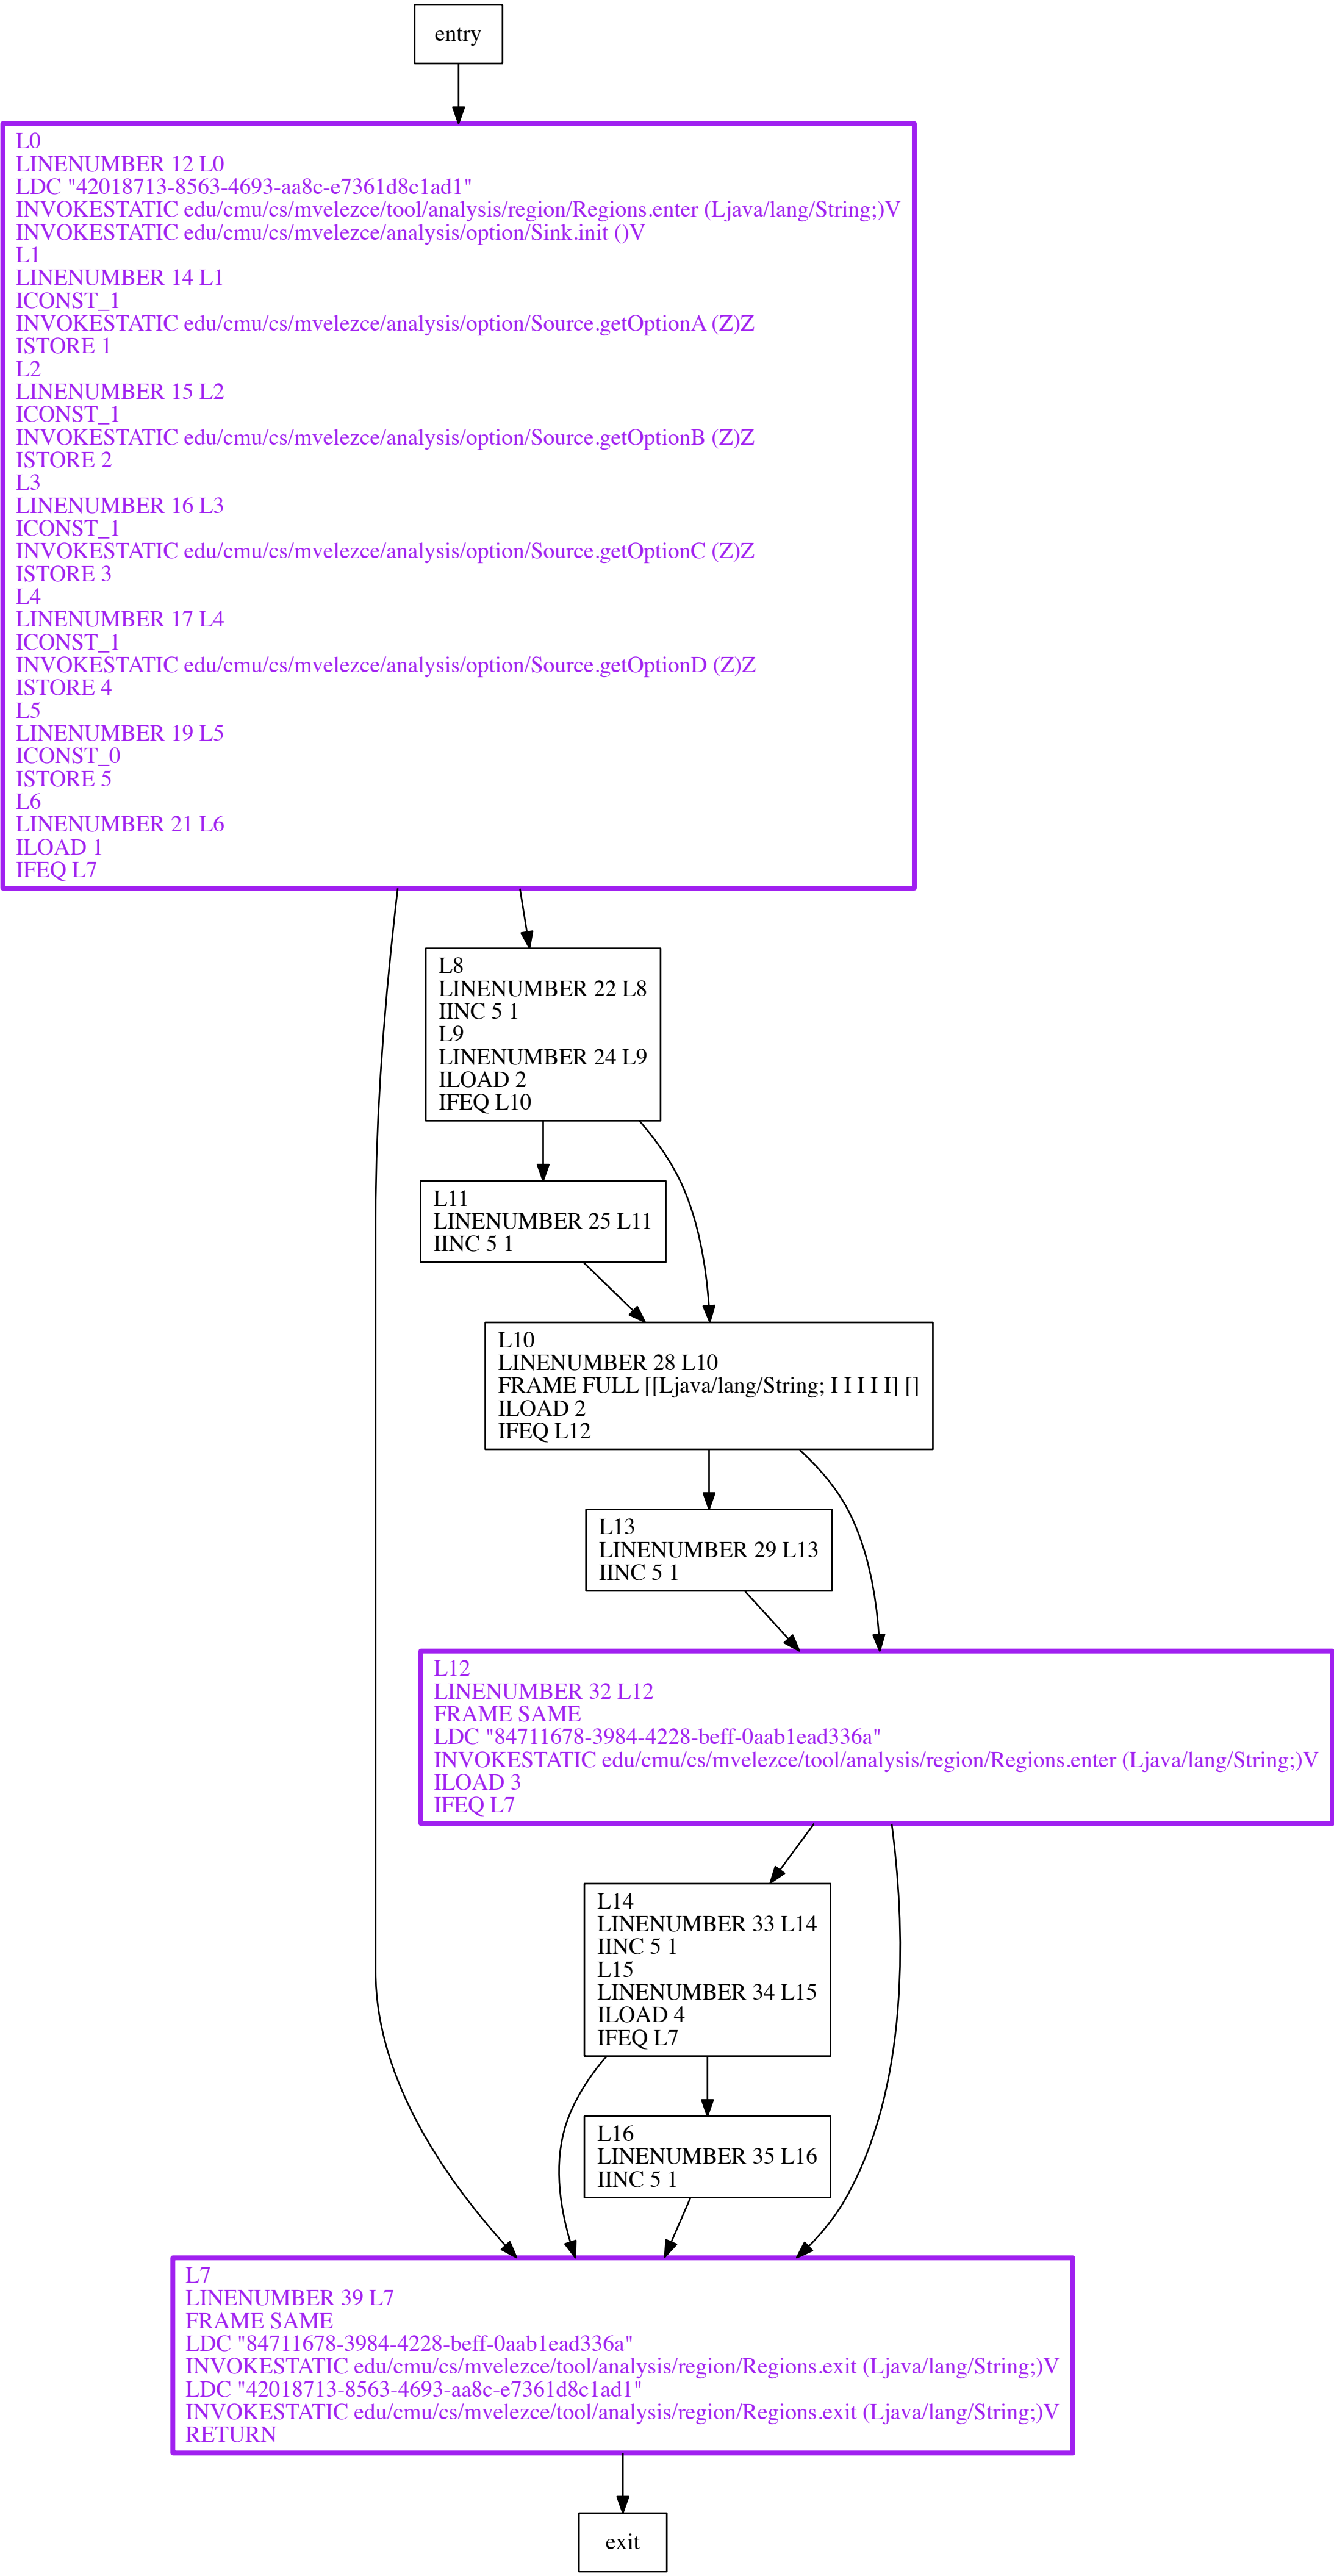 entry
L0
LINENUMBER 12 L0
LDC "42018713-8563-4693-aa8c-e7361d8c1ad1"
INVOKESTATIC edu/cmu/cs/mvelezce/tool/analysis/region/Regions.enter (Ljava/lang/String;)V
INVOKESTATIC edu/cmu/cs/mvelezce/analysis/option/Sink.init ()V
L1
LINENUMBER 14 L1
ICONST_1
INVOKESTATIC edu/cmu/cs/mvelezce/analysis/option/Source.getOptionA (Z)Z
ISTORE 1
L2
LINENUMBER 15 L2
ICONST_1
INVOKESTATIC edu/cmu/cs/mvelezce/analysis/option/Source.getOptionB (Z)Z
ISTORE 2
L3
LINENUMBER 16 L3
ICONST_1
INVOKESTATIC edu/cmu/cs/mvelezce/analysis/option/Source.getOptionC (Z)Z
ISTORE 3
L4
LINENUMBER 17 L4
ICONST_1
INVOKESTATIC edu/cmu/cs/mvelezce/analysis/option/Source.getOptionD (Z)Z
ISTORE 4
L5
LINENUMBER 19 L5
ICONST_0
ISTORE 5
L6
LINENUMBER 21 L6
ILOAD 1
IFEQ L7
L8
LINENUMBER 22 L8
IINC 5 1
L9
LINENUMBER 24 L9
ILOAD 2
IFEQ L10
L11
LINENUMBER 25 L11
IINC 5 1
L10
LINENUMBER 28 L10
FRAME FULL [[Ljava/lang/String; I I I I I] []
ILOAD 2
IFEQ L12
L13
LINENUMBER 29 L13
IINC 5 1
L12
LINENUMBER 32 L12
FRAME SAME
LDC "84711678-3984-4228-beff-0aab1ead336a"
INVOKESTATIC edu/cmu/cs/mvelezce/tool/analysis/region/Regions.enter (Ljava/lang/String;)V
ILOAD 3
IFEQ L7
L14
LINENUMBER 33 L14
IINC 5 1
L15
LINENUMBER 34 L15
ILOAD 4
IFEQ L7
L16
LINENUMBER 35 L16
IINC 5 1
L7
LINENUMBER 39 L7
FRAME SAME
LDC "84711678-3984-4228-beff-0aab1ead336a"
INVOKESTATIC edu/cmu/cs/mvelezce/tool/analysis/region/Regions.exit (Ljava/lang/String;)V
LDC "42018713-8563-4693-aa8c-e7361d8c1ad1"
INVOKESTATIC edu/cmu/cs/mvelezce/tool/analysis/region/Regions.exit (Ljava/lang/String;)V
RETURN
exit